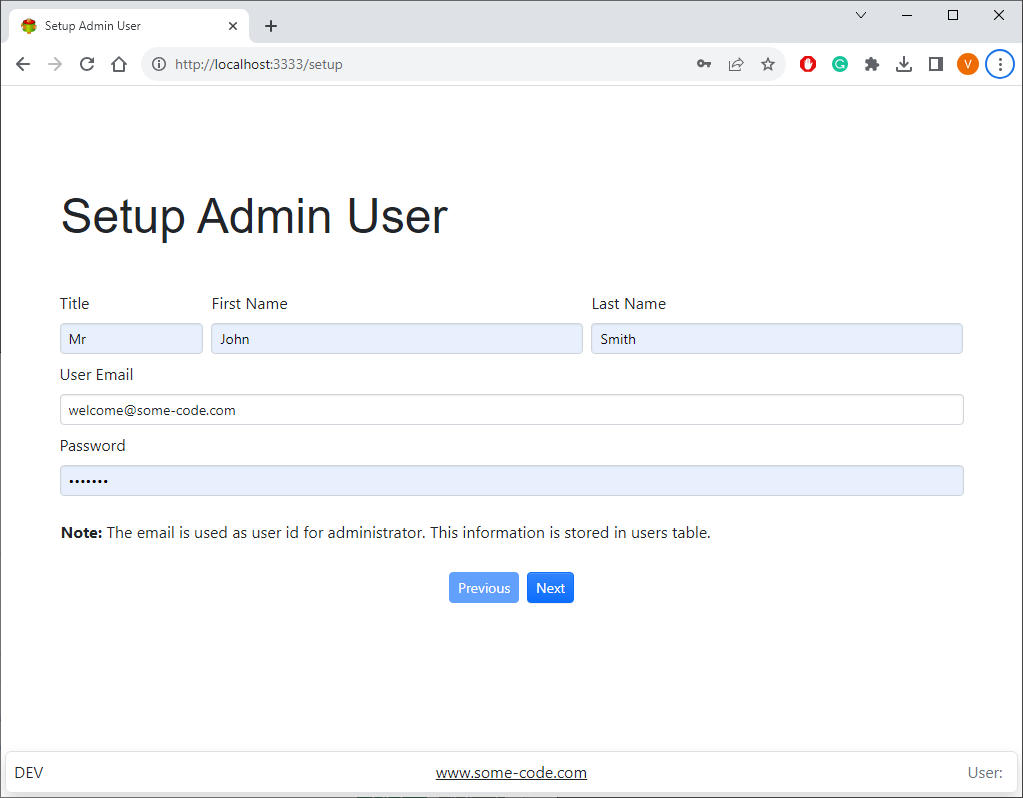 Setup Admin User
http://localhost:3333/setup
V
Setup Admin User
Title First Name Last Name
Mr John Smith
User Email
welcome@some-code.com
Password
•••••••
Note: The email is used as user id for administrator. This information is stored in users table.
Previous Next
DEV www.some-code.com User: